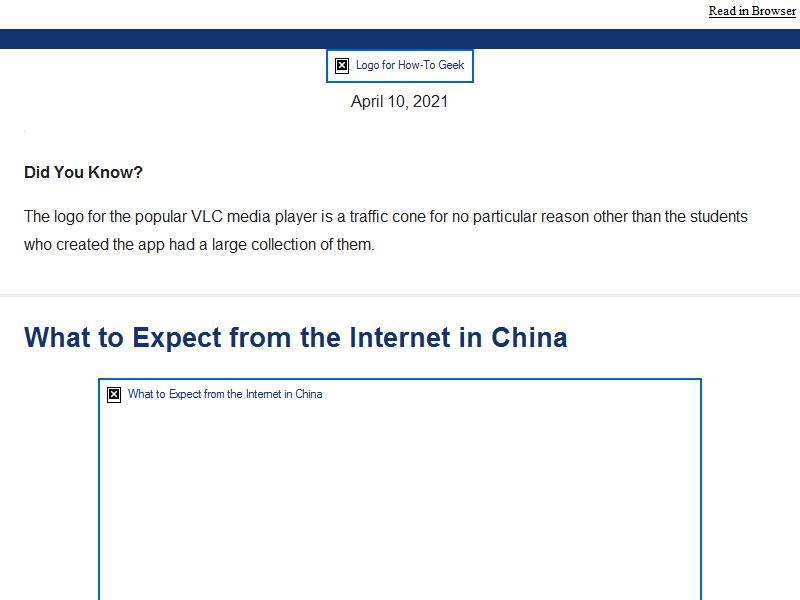 Read in Browser
Logo for How-To Geek
April 10, 2021
Did You Know?
The logo for the popular VLC media player is a traffic cone for no particular reason other than the students
who created the app had a large collection of them.
What to Expect from the Internet in China
What to Expect from the Internet in China